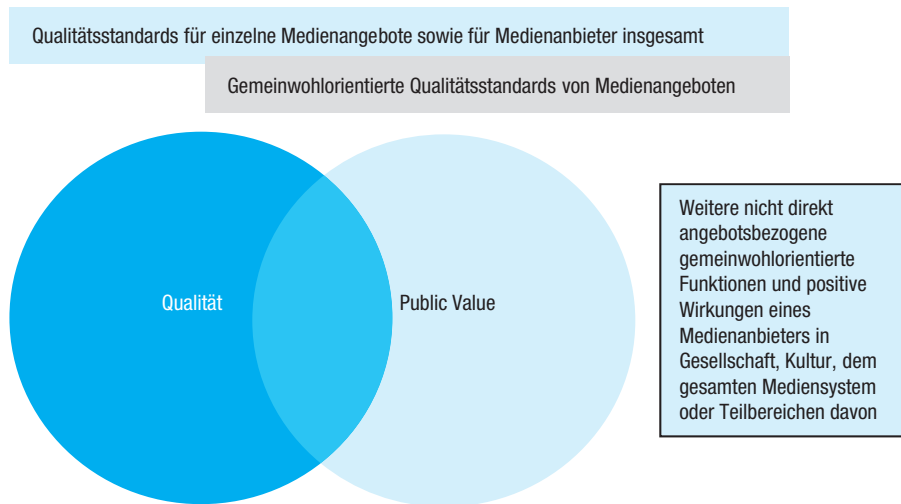 Qualitätsstandards für einzelne Medienangebote sowie für Medienanbieter insgesamt
Gemeinwohlorientierte Qualitätsstandards von Medienangeboten
Qualität
Public Value
Weitere nicht direkt
angebotsbezogene
gemeinwohlorientierte
Funktionen und positive
Wirkungen eines
Medienanbieters in
Gesellschaft, Kultur, dem
gesamten Mediensystem
oder Teilbereichen davon